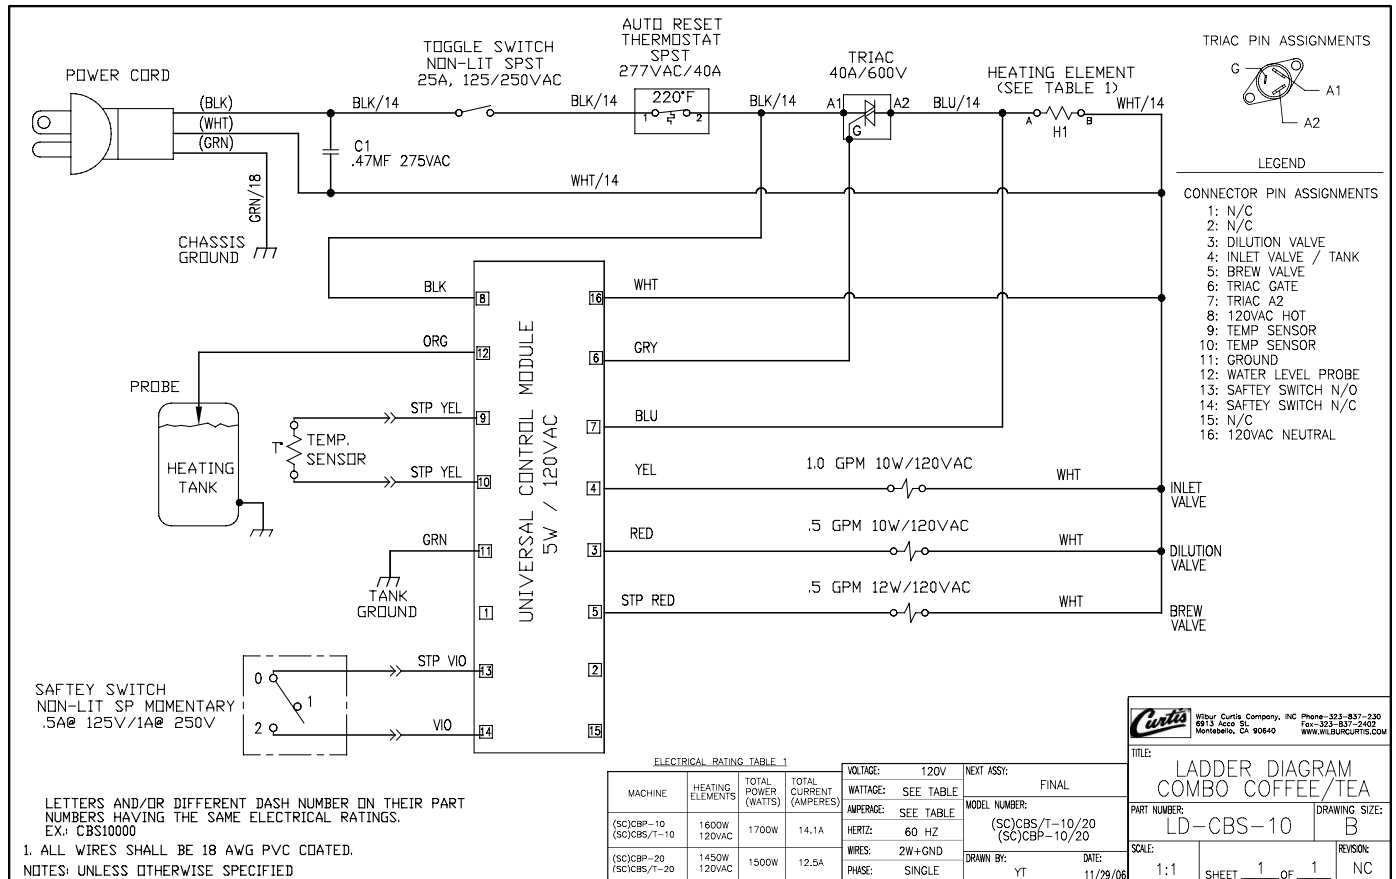 AUTO RESET
THERMOSTAT
SPST
277VAC/40A
TOGGLE SWITCH
NON-LIT SPST
25A, 125/250VAC
TRIAC
40A/600V
HEATING ELEMENT
(SEE TABLE 1)
TRIAC PIN ASSIGNMENTS
G
A1
A2
POWER CORD
(BLK)
(WHT)
(GRN)
BLK/14
BLK/14
220°F
1
2
BLK/14
A1
A2
G
BLU/14
A
B
H1
WHT/14
C1
.47MF 275VAC
WHT/14
GRN/18
CHASSIS
GROUND
LEGEND
CONNECTOR PIN ASSIGNMENTS
1: N/C
2: N/C
3: DILUTION VALVE
4: INLET VALVE / TANK
5: BREW VALVE
6: TRIAC GATE
7: TRIAC A2
8: 120VAC HOT
9: TEMP SENSOR
10: TEMP SENSOR
11: GROUND
12: WATER LEVEL PROBE
13: SAFTEY SWITCH N/O
14: SAFTEY SWITCH N/C
15: N/C
16: 120VAC NEUTRAL
BLK
8
16
WHT
ORG
12
6
GRY
PROBE
HEATING
TANK
STP YEL
9
7
BLU
T°
TEMP.
SENSOR
STP YEL
10
4
YEL
1.0 GPM 10W/120VAC
WHT
INLET
VALVE
GRN
11
3
RED
.5 GPM 10W/120VAC
WHT
DILUTION
VALVE
TANK
GROUND
1
5
STP RED
.5 GPM 12W/120VAC
WHT
BREW
VALVE
UNIVERSAL CONTROL MODULE
5W / 120VAC
STP VIO
13
2
VIO
14
15
SAFTEY SWITCH
NON-LIT SP MOMENTARY
.5A@ 125V/1A@ 250V
0
1
2
LETTERS AND/OR DIFFERENT DASH NUMBER ON THEIR PART
NUMBERS HAVING THE SAME ELECTRICAL RATINGS.
EX.: CBS10000
1. ALL WIRES SHALL BE 18 AWG PVC COATED.
NOTES: UNLESS OTHERWISE SPECIFIED
ELECTRICAL RATING TABLE 1
MACHINE
HEATING ELEMENTS
TOTAL POWER (WATTS)
TOTAL CURRENT (AMPERES)
(SC)CBP-10
(SC)CBS/T-10
1600W
120VAC
1700W
14.1A
(SC)CBP-20
(SC)CBS/T-20
1450W
120VAC
1500W
12.5A
VOLTAGE: 120V
WATTAGE: SEE TABLE
AMPERAGE: SEE TABLE
HERTZ: 60 HZ
WIRES: 2W+GND
PHASE: SINGLE
NEXT ASSY:
FINAL
MODEL NUMBER:
(SC)CBS/T-10/20
(SC)CBP-10/20
DRAWN BY:
YT
DATE:
11/29/06
Curtis
Wilbur Curtis Company, INC Phone-323-837-230
6913 Acco St. Fax-323-837-2402
Montebello, CA 90640 WWW.WILBURCURTIS.COM
TITLE:
LADDER DIAGRAM
COMBO COFFEE/TEA
PART NUMBER:
LD-CBS-10
DRAWING SIZE:
B
SCALE:
1:1
SHEET 1 OF 1
REVISION:
NC